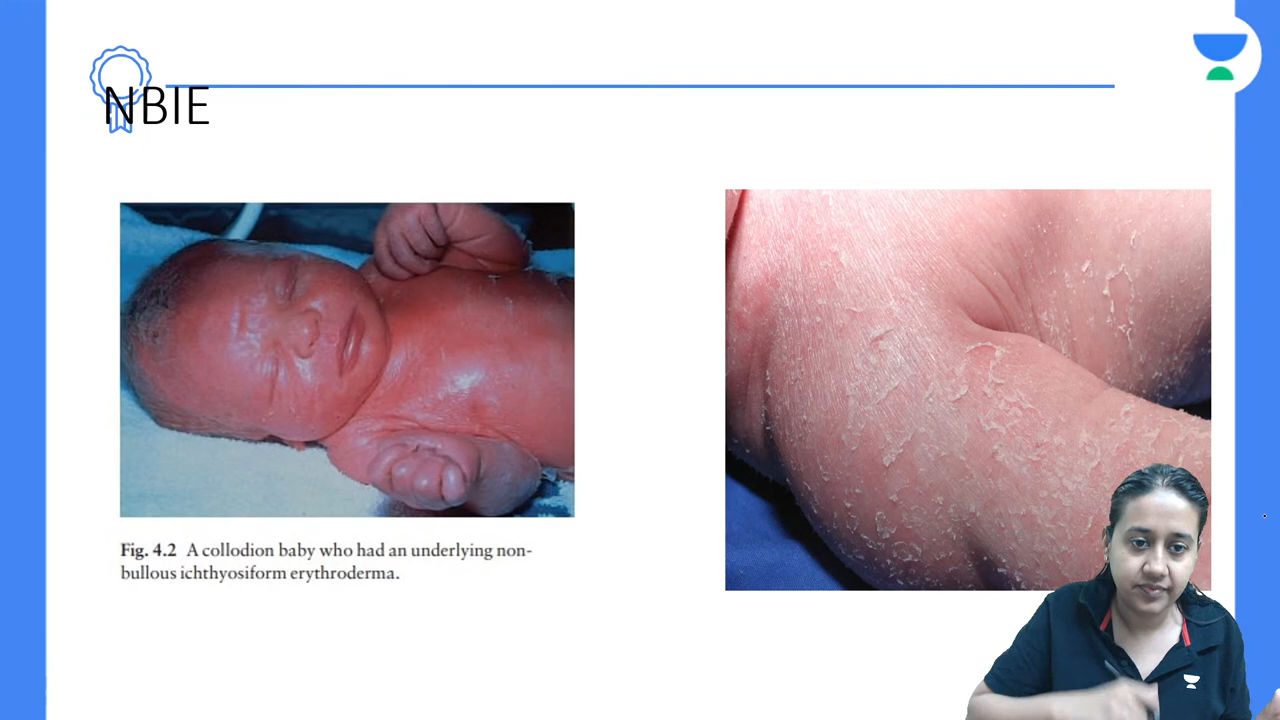 NBIE
Fig. 4.2 A collodion baby who had an underlying non-
bullous ichthyosiform erythroderma.